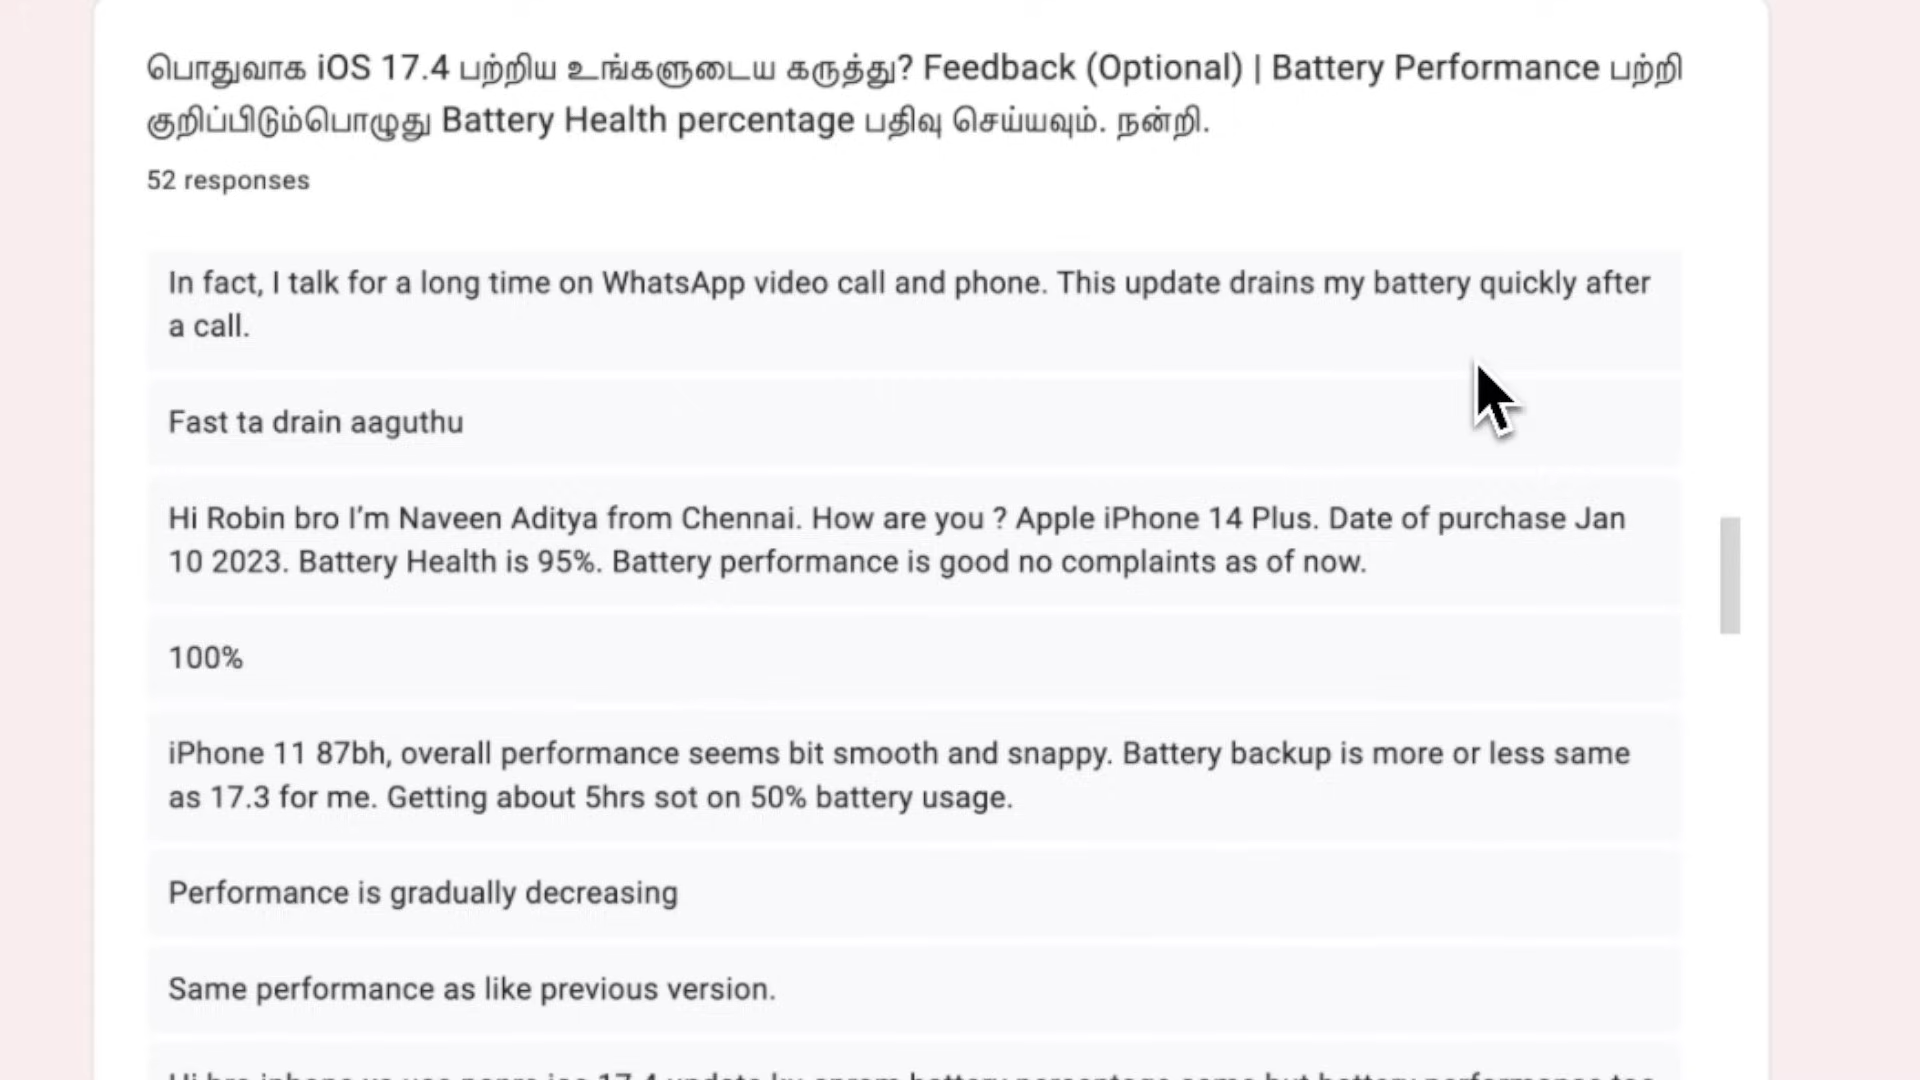 பொதுவாக iOS 17.4 பற்றிய உங்களுடைய கருத்து? Feedback (Optional) | Battery Performance பற்றி
குறிப்பிடும்பொழுது Battery Health percentage பதிவு செய்யவும். நன்றி.
52 responses
In fact, I talk for a long time on WhatsApp video call and phone. This update drains my battery quickly after
a call.
Fast ta drain aaguthu
Hi Robin bro I'm Naveen Aditya from Chennai. How are you ? Apple iPhone 14 Plus. Date of purchase Jan
10 2023. Battery Health is 95%. Battery performance is good no complaints as of now.
100%
iPhone 11 87bh, overall performance seems bit smooth and snappy. Battery backup is more or less same
as 17.3 for me. Getting about 5hrs sot on 50% battery usage.
Performance is gradually decreasing
Same performance as like previous version.